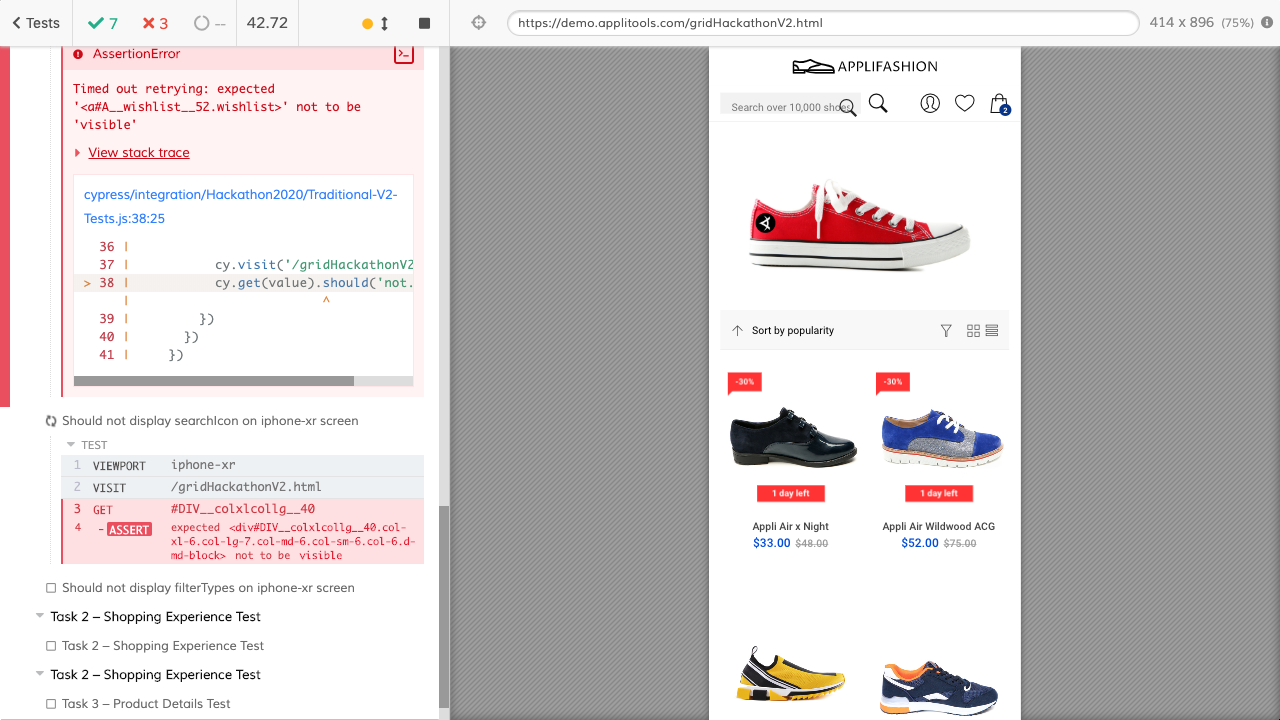 Tests
7
3
--
42.72
https://demo.applitools.com/gridHackathonV2.html
414 x 896 (75%)
AssertionError
Timed out retrying: expected
'<a#A__wishlist__52.wishlist>' not to be
'visible'
View stack trace
cypress/integration/Hackathon2020/Traditional-V2-
Tests.js:38:25
36 |
37 | cy.visit('/gridHackathonV2
> 38 | cy.get(value).should('not.
| ^
39 | })
40 | })
41 | })
Should not display searchIcon on iphone-xr screen
TEST
1 VIEWPORT iphone-xr
2 VISIT /gridHackathonV2.html
3 GET #DIV__colxlcollg__40
4 -ASSERT expected <div#DIV__colxlcollg__40.col-
xl-6.col-lg-7.col-md-6.col-sm-6.col-6.d-
md-block> not to be visible
Should not display filterTypes on iphone-xr screen
Task 2 – Shopping Experience Test
Task 2 – Shopping Experience Test
Task 2 – Shopping Experience Test
Task 3 – Product Details Test
APPLIFASHION
Search over 10,000 shoes
2
Sort by popularity
-30%
-30%
1 day left
1 day left
Appli Air x Night
Appli Air Wildwood ACG
$33.00 $48.00
$52.00 $75.00